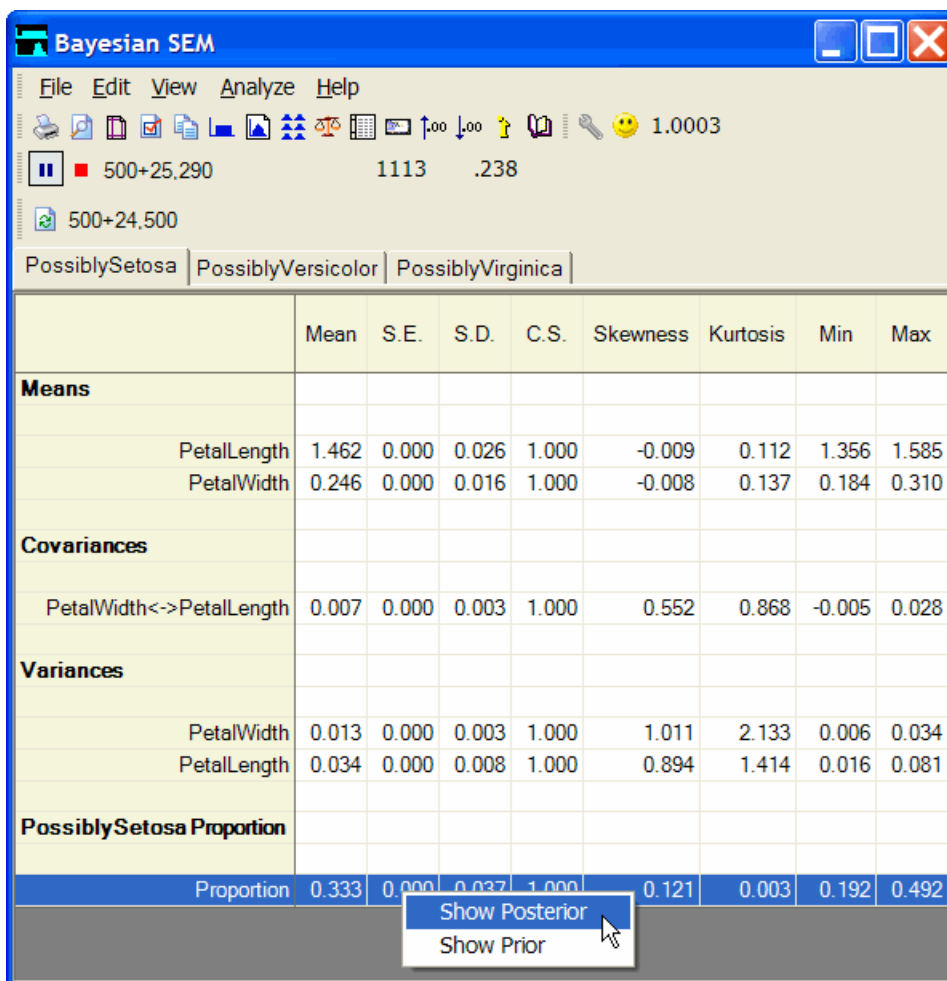 Bayesian SEM
File Edit View Analyze Help
1.0003
500+25,290 1113 .238
500+24,500
PossiblySetosa PossiblyVersicolor PossiblyVirginica
Mean S.E. S.D. C.S. Skewness Kurtosis Min Max
Means
PetalLength 1.462 0.000 0.026 1.000 -0.009 0.112 1.356 1.585
PetalWidth 0.246 0.000 0.016 1.000 -0.008 0.137 0.184 0.310
Covariances
PetalWidth<->PetalLength 0.007 0.000 0.003 1.000 0.552 0.868 -0.005 0.028
Variances
PetalWidth 0.013 0.000 0.003 1.000 1.011 2.133 0.006 0.034
PetalLength 0.034 0.000 0.008 1.000 0.894 1.414 0.016 0.081
PossiblySetosa Proportion
Proportion 0.333 0.000 0.037 1.000 0.121 0.003 0.192 0.492
Show Posterior
Show Prior